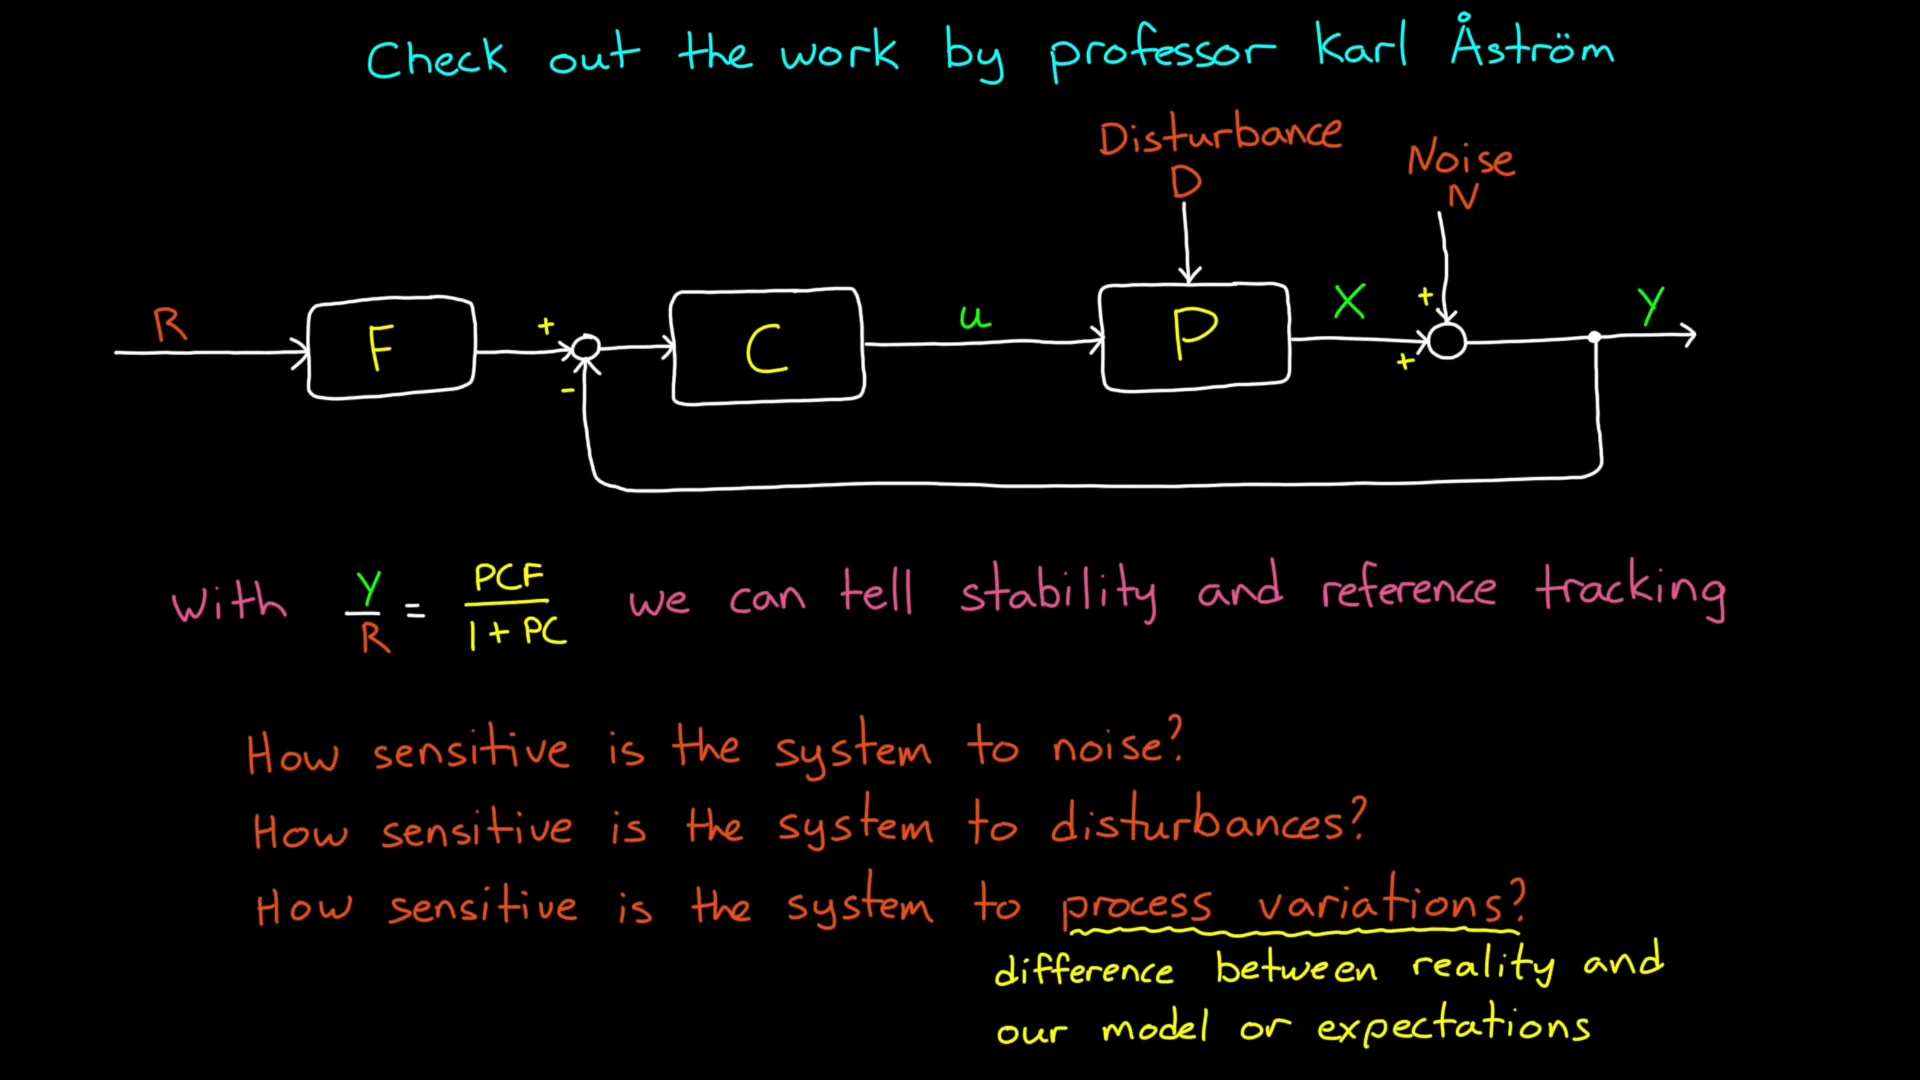 Check out the work by professor Karl Åström
Disturbance
D
Noise
N
R
F
+
-
C
u
P
X
+
+
Y
with Y/R = PCF/1+PC we can tell stability and reference tracking
How sensitive is the system to noise?
How sensitive is the system to disturbances?
How sensitive is the system to process variations?
difference between reality and
our model or expectations